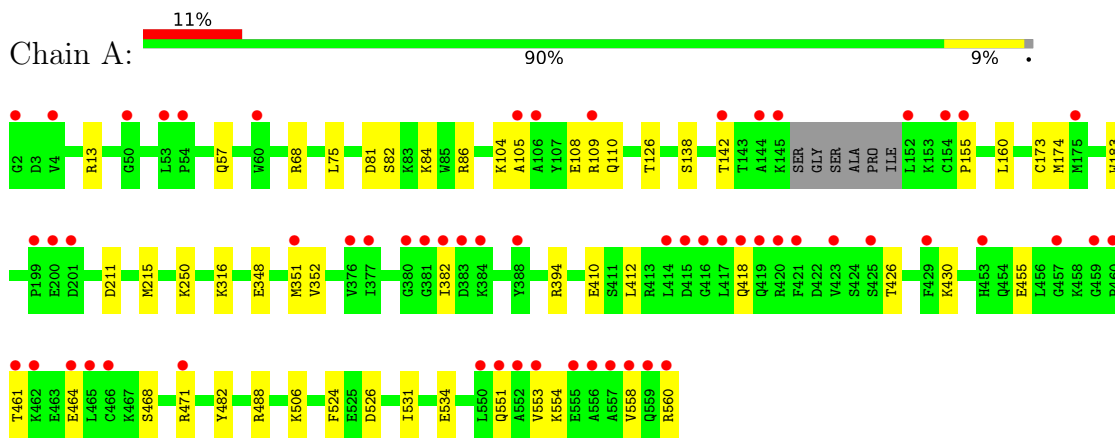 11%
Chain A:
90% 9% •
G2 D3 V4 R13 G50 L53 P54 Q57 W60 R68 L75 D81 S82 K83 K84 W85 R86 K104 A105 A106 Y107 E108 R109 Q110 T126 S138 T142 T143 A144 K145 SER GLY SER ALA PRO ILE L152 K153 C154 P155 L160 C173 M174 M175 W183
P199 E200 D201 D211 M215 K250 K316 E348 M351 V352 V376 I377 G380 G381 I382 D383 K384 Y388 R394 E410 S411 L412 R413 L414 D415 G416 L417 Q418 Q419 R420 F421 D422 V423 S424 S425 T426 F429 K430 H453 Q454 E455 L456 G457 K458 G459
T461 K462 E463 E464 L465 C466 K467 S468 R471 Y482 R488 K506 F524 E525 D526 I531 E534 L550 Q551 A552 V553 K554 E555 A556 A557 V558 Q559 R560